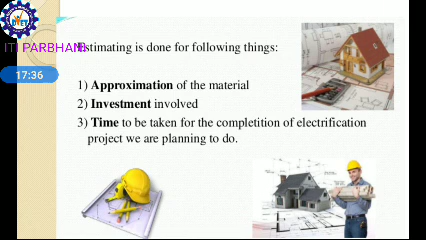 ITI PARBHANI
Estimating is done for following things:
17:36
1) Approximation of the material
2) Investment involved
3) Time to be taken for the completition of electrification
project we are planning to do.